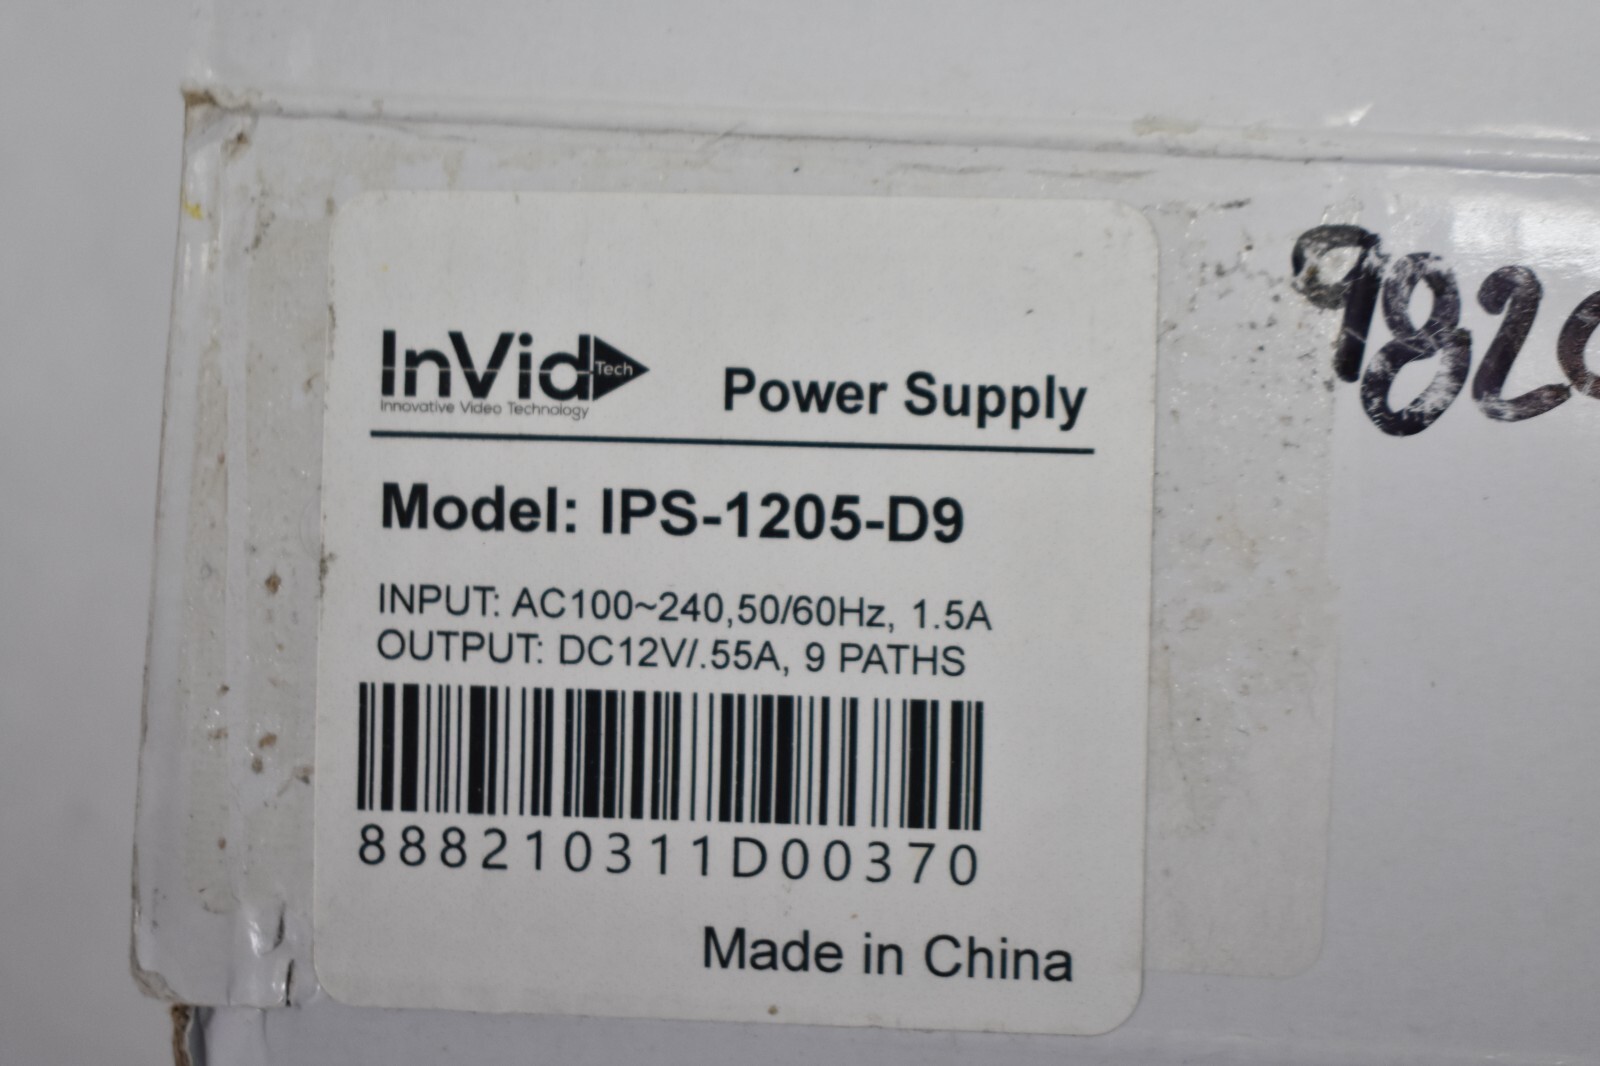 InVid Tech
Innovative Video Technology
Power Supply
982
Model: IPS-1205-D9
INPUT: AC100~240,50/60Hz, 1.5A
OUTPUT: DC12V/.55A, 9 PATHS
888210311D00370
Made in China